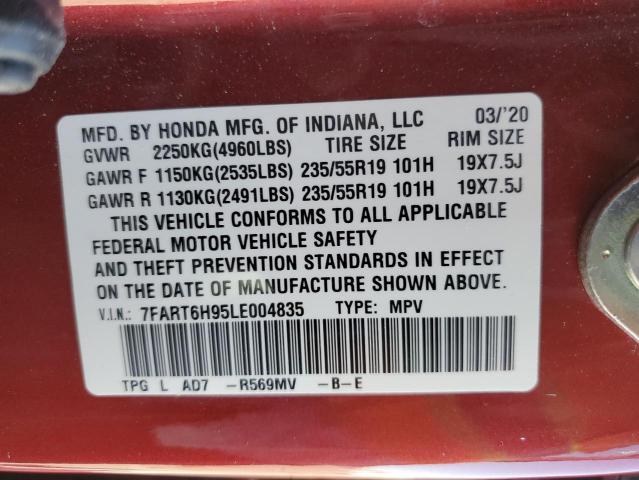 MFD. BY HONDA MFG. OF INDIANA, LLC 03/'20
GVWR 2250KG(4960LBS) TIRE SIZE RIM SIZE
GAWR F 1150KG(2535LBS) 235/55R19 101H 19X7.5J
GAWR R 1130KG(2491LBS) 235/55R19 101H 19X7.5J
THIS VEHICLE CONFORMS TO ALL APPLICABLE
FEDERAL MOTOR VEHICLE SAFETY
AND THEFT PREVENTION STANDARDS IN EFFECT
ON THE DATE OF MANUFACTURE SHOWN ABOVE.
V.I.N.: 7FART6H95LE004835 TYPE: MPV
TPG L AD7 -R569MV -B-E